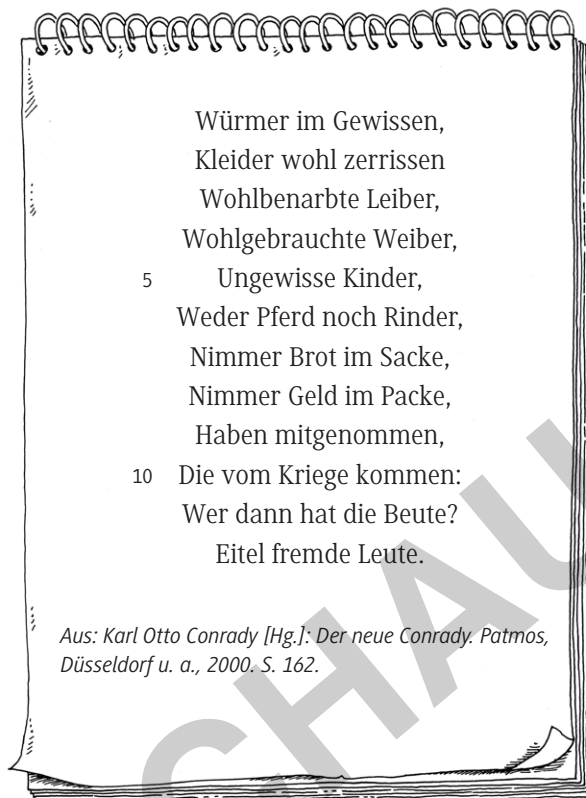 Würmer im Gewissen,
Kleider wohl zerrissen
Wohlbenarbte Leiber,
Wohlgebrauchte Weiber,
5 Ungewisse Kinder,
Weder Pferd noch Rinder,
Nimmer Brot im Sacke,
Nimmer Geld im Packe,
Haben mitgenommen,
10 Die vom Kriege kommen:
Wer dann hat die Beute?
Eitel fremde Leute.
Aus: Karl Otto Conrady [Hg.]: Der neue Conrady. Patmos,
Düsseldorf u. a., 2000. S. 162.